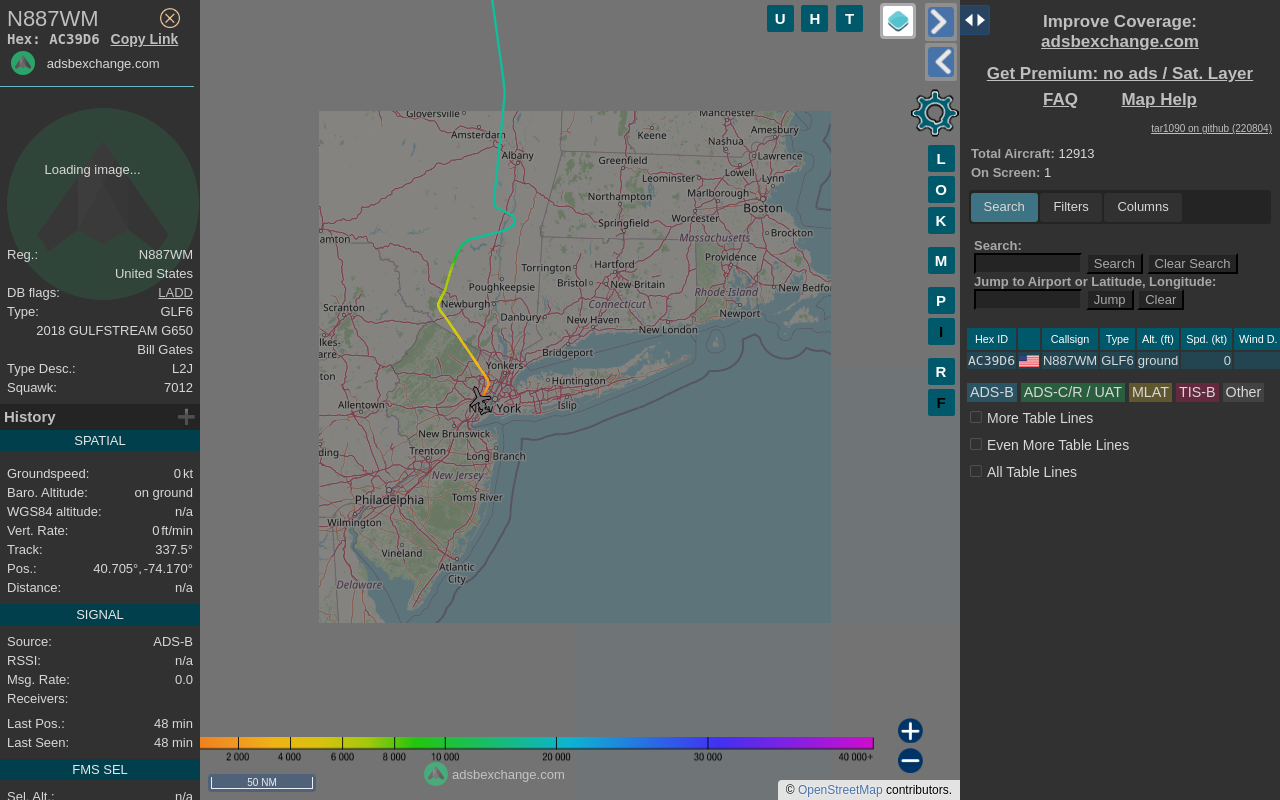 N887WM
Hex: AC39D6 Copy Link
adsbexchange.com
Loading image...
Reg.: N887WM
United States
DB flags: LADD
Type: GLF6
2018 GULFSTREAM G650
Bill Gates
Type Desc.: L2J
Squawk: 7012
History
SPATIAL
Groundspeed: 0 kt
Baro. Altitude: on ground
WGS84 altitude: n/a
Vert. Rate: 0 ft/min
Track: 337.5°
Pos.: 40.705°, -74.170°
Distance: n/a
SIGNAL
Source: ADS-B
RSSI: n/a
Msg. Rate: 0.0
Receivers:
Last Pos.: 48 min
Last Seen: 48 min
FMS SEL
Sel. Alt.: n/a
U H T
L
O
K
M
P
I
R
F
Gloversville
Amsterdam
Albany
Manchester
Keene
Amesbury
Nashua
Greenfield
Lawrence
Leominster
Lowell
Lynn
Northampton
Marlborough
Boston
Springfield
Worcester
Brockton
amton
Massachusetts
Torrington
Hartford
Providence
Poughkeepsie
Bristol
New Britain
Rhode Island
New Bedfo
Scranton
Newburgh
Connecticut
Danbury
New Haven
Newport
New London
lkes-
arre
Bridgeport
Yonkers
Huntington
ton
Allentown
New York
Islip
New Brunswick
Trenton
Long Branch
ding
New Jersey
Philadelphia
Toms River
Wilmington
Vineland
Atlantic
City
Delaware
2 000 4 000 6 000 8 000 10 000 20 000 30 000 40 000+
adsbexchange.com
50 NM
© OpenStreetMap contributors.
Improve Coverage:
adsbexchange.com
Get Premium: no ads / Sat. Layer
FAQ Map Help
tar1090 on github (220804)
Total Aircraft: 12913
On Screen: 1
Search Filters Columns
Search:
Search Clear Search
Jump to Airport or Latitude, Longitude:
Jump Clear
Hex ID Callsign Type Alt. (ft) Spd. (kt) Wind D.
AC39D6 N887WM GLF6 ground 0
ADS-B ADS-C/R / UAT MLAT TIS-B Other
More Table Lines
Even More Table Lines
All Table Lines